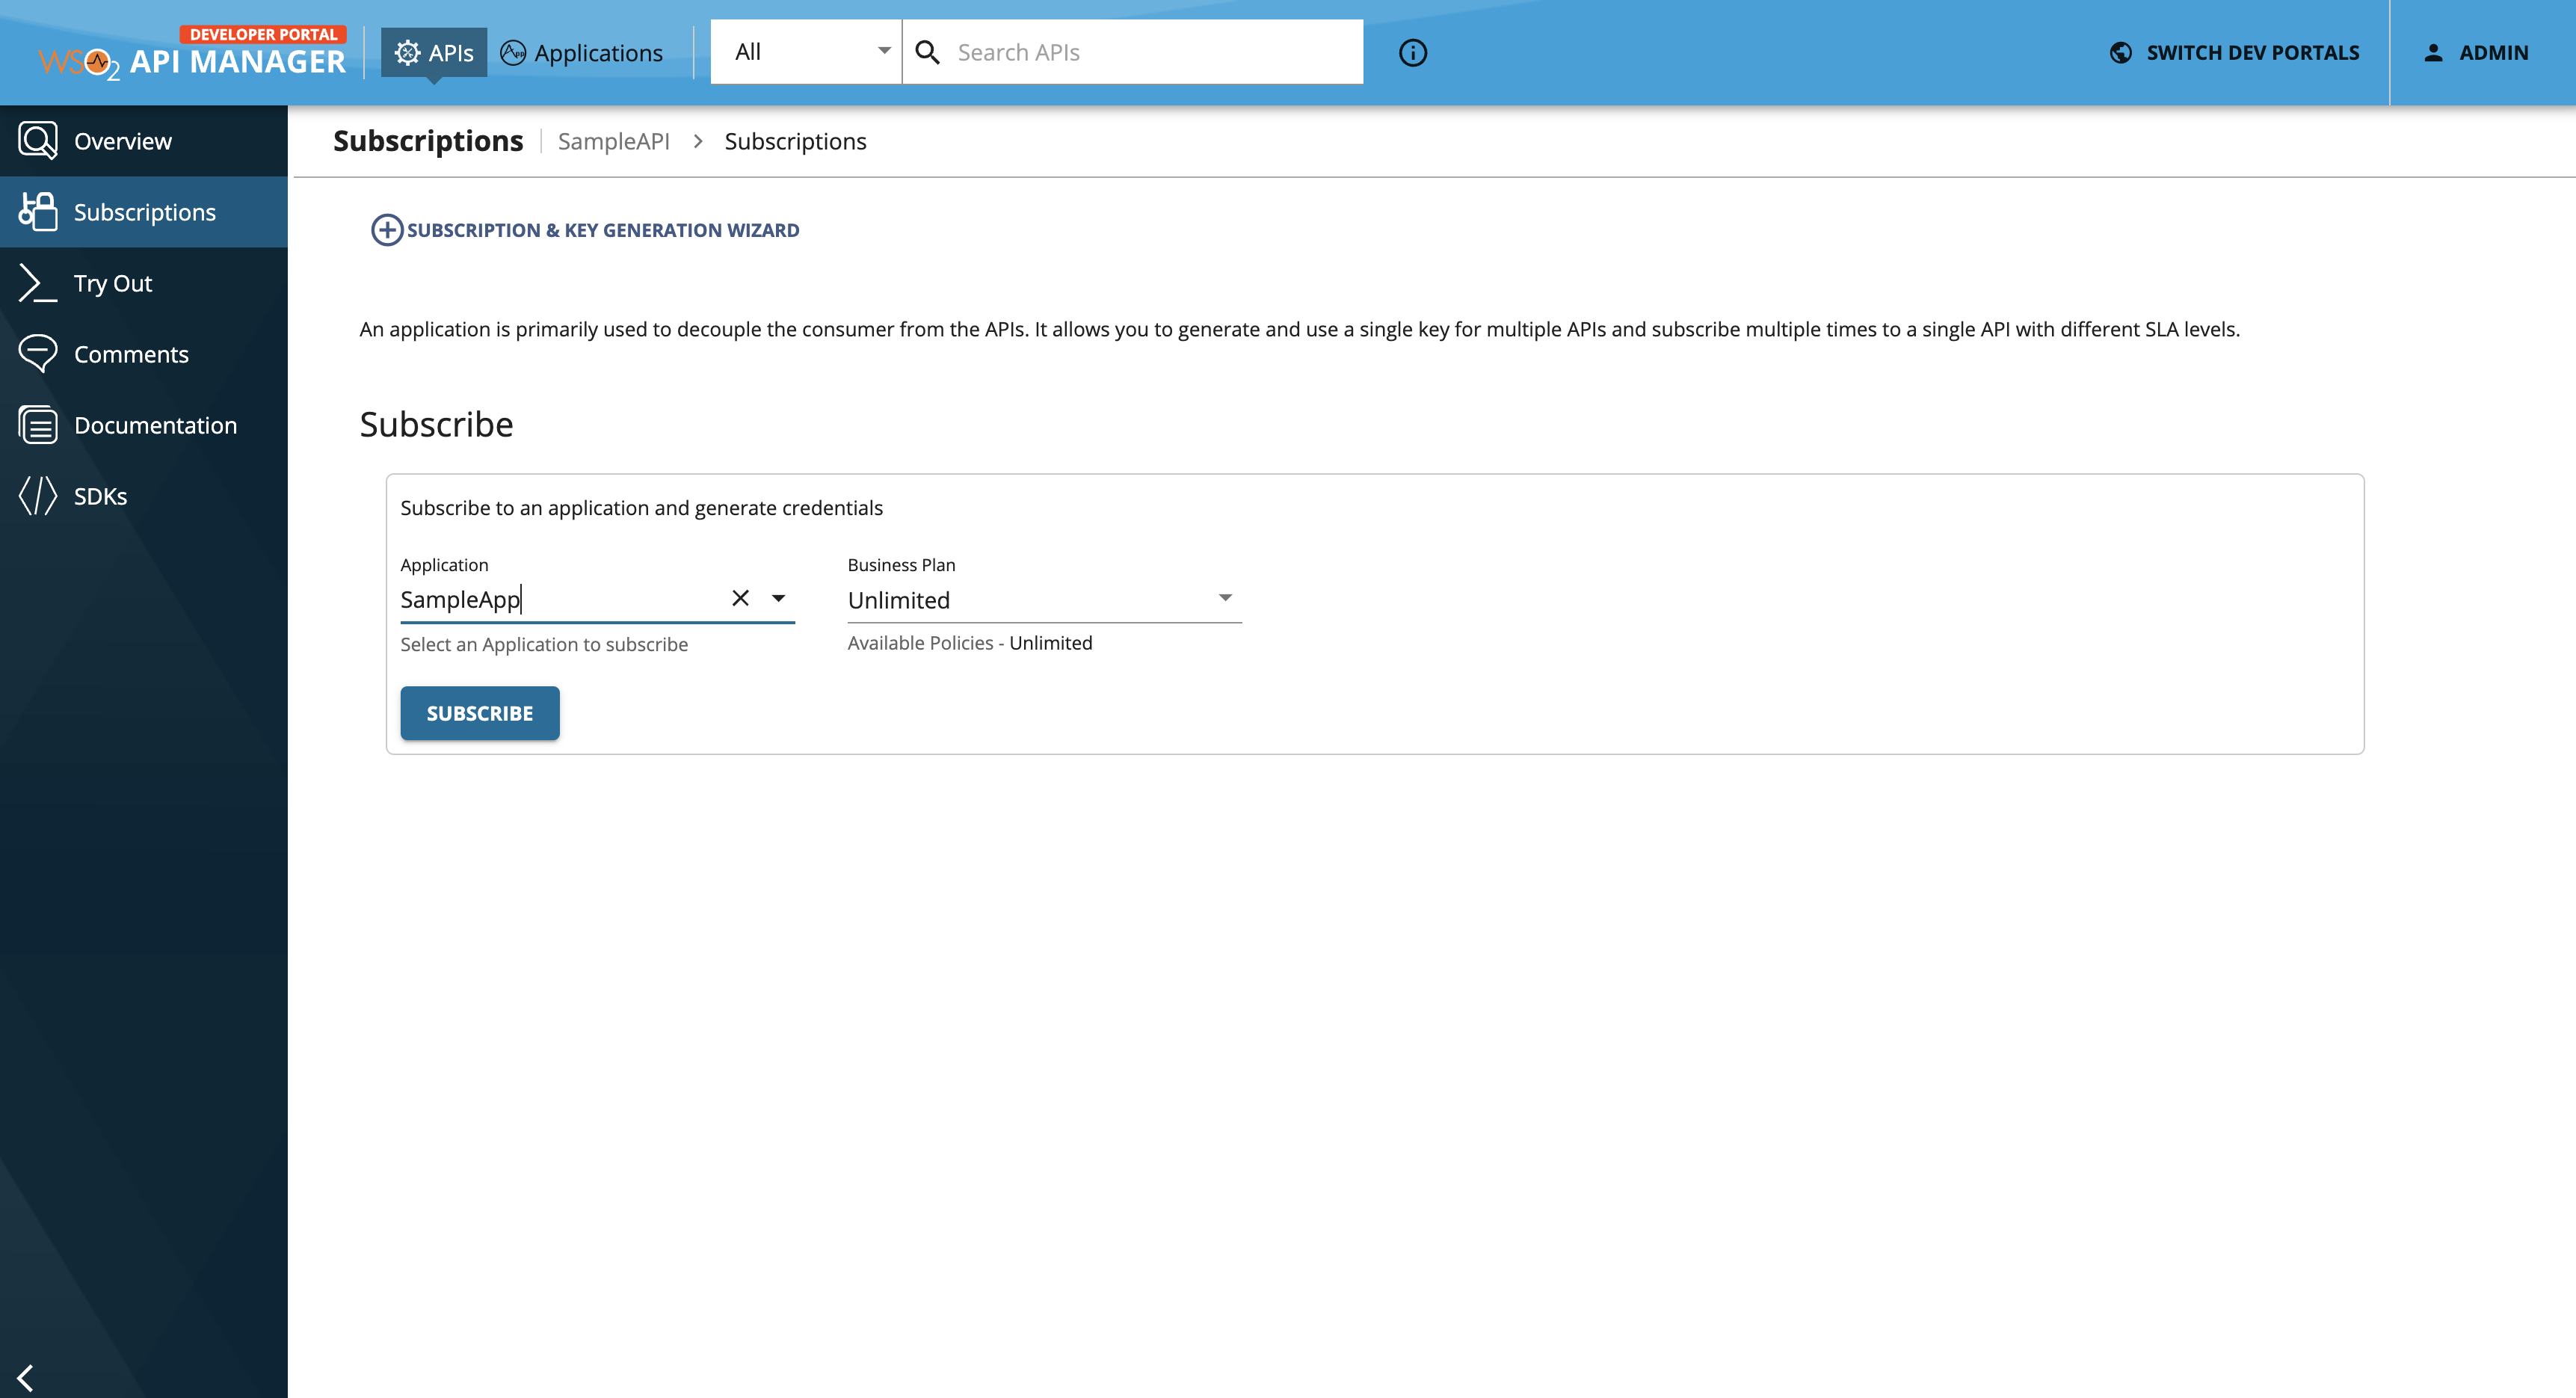 DEVELOPER PORTAL
WSO2 API MANAGER
APIs
App
Applications
All
Search APIs
SWITCH DEV PORTALS
ADMIN
Overview
Subscriptions
Try Out
Comments
Documentation
SDKs
Subscriptions
SampleAPI > Subscriptions
SUBSCRIPTION & KEY GENERATION WIZARD
An application is primarily used to decouple the consumer from the APIs. It allows you to generate and use a single key for multiple APIs and subscribe multiple times to a single API with different SLA levels.
Subscribe
Subscribe to an application and generate credentials
Application
SampleApp
Select an Application to subscribe
Business Plan
Unlimited
Available Policies - Unlimited
SUBSCRIBE